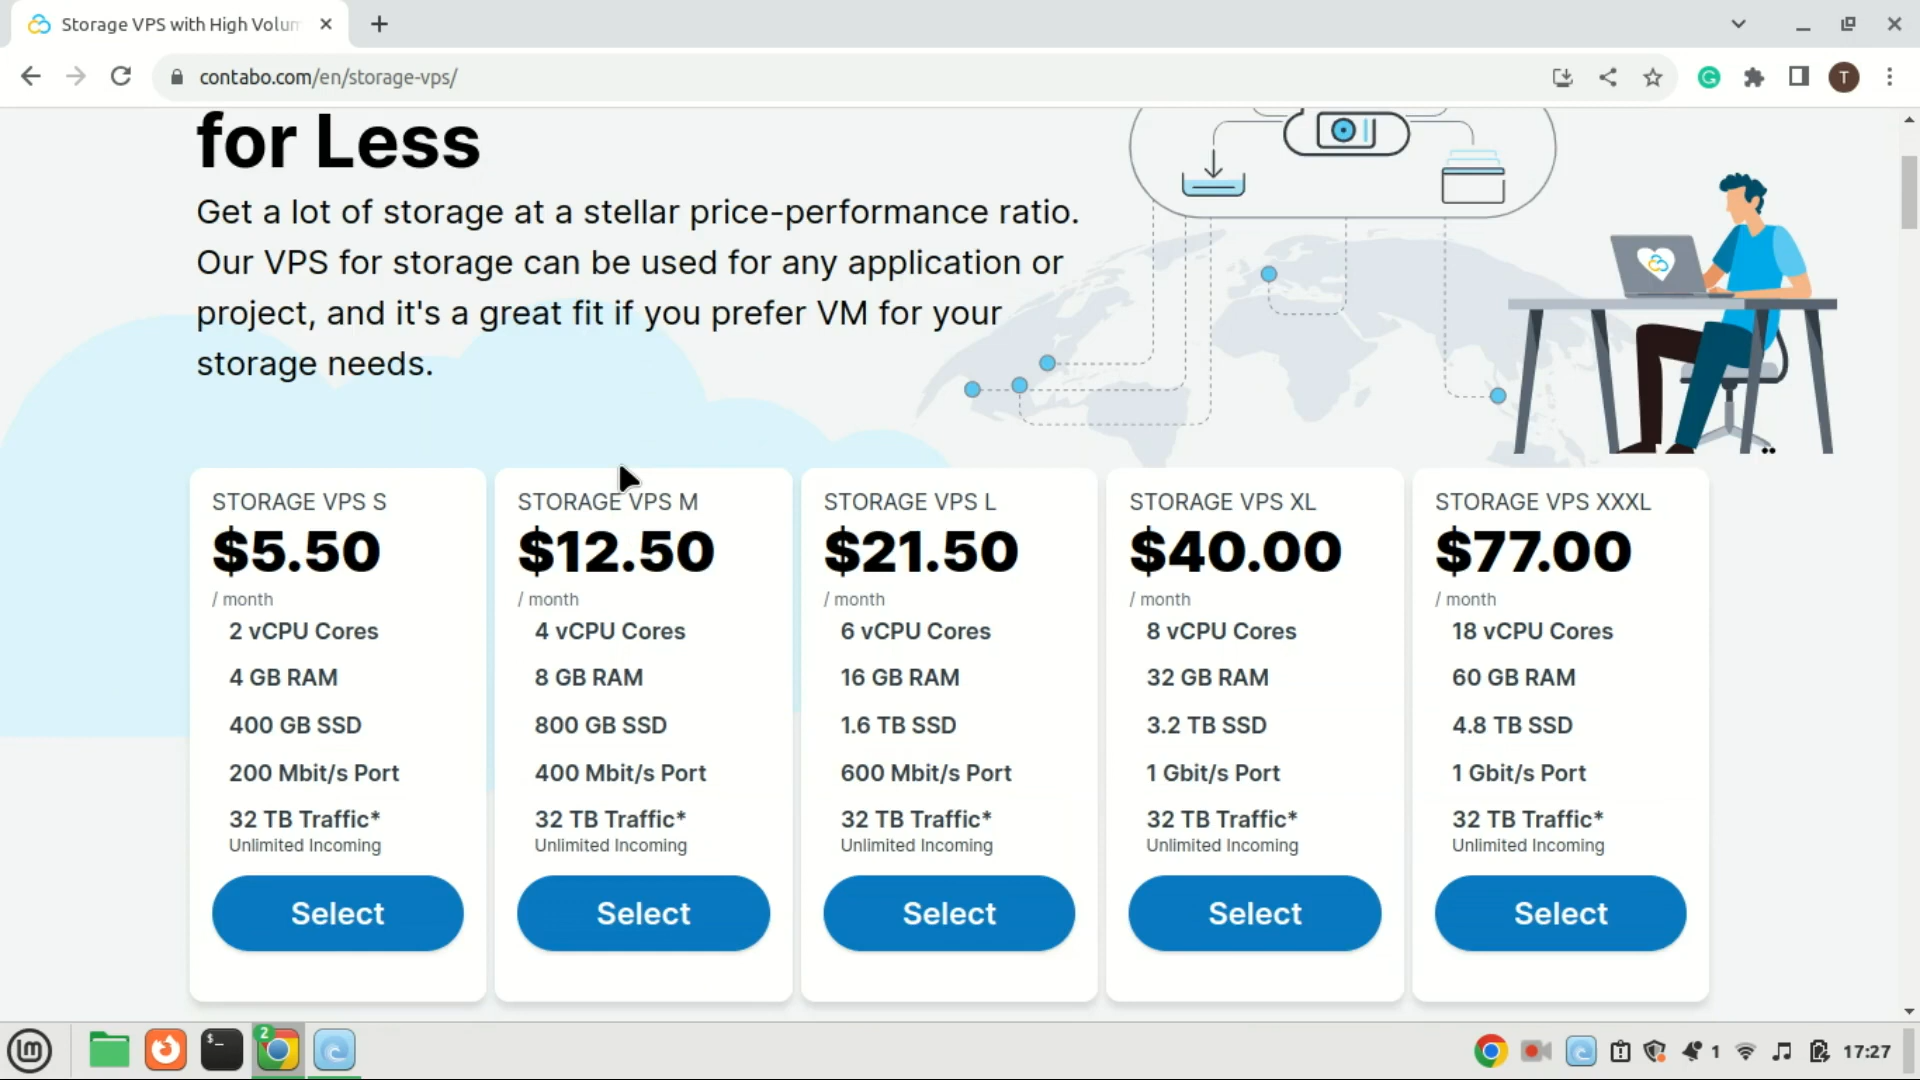 Storage VPS with High Volum
contabo.com/en/storage-vps/
T
for Less
Get a lot of storage at a stellar price-performance ratio.
Our VPS for storage can be used for any application or
project, and it's a great fit if you prefer VM for your
storage needs.
STORAGE VPS S
$5.50
/ month
2 vCPU Cores
4 GB RAM
400 GB SSD
200 Mbit/s Port
32 TB Traffic*
Unlimited Incoming
Select
STORAGE VPS M
$12.50
/ month
4 vCPU Cores
8 GB RAM
800 GB SSD
400 Mbit/s Port
32 TB Traffic*
Unlimited Incoming
Select
STORAGE VPS L
$21.50
/ month
6 vCPU Cores
16 GB RAM
1.6 TB SSD
600 Mbit/s Port
32 TB Traffic*
Unlimited Incoming
Select
STORAGE VPS XL
$40.00
/ month
8 vCPU Cores
32 GB RAM
3.2 TB SSD
1 Gbit/s Port
32 TB Traffic*
Unlimited Incoming
Select
STORAGE VPS XXXL
$77.00
/ month
18 vCPU Cores
60 GB RAM
4.8 TB SSD
1 Gbit/s Port
32 TB Traffic*
Unlimited Incoming
Select
$_
2
1
17:27